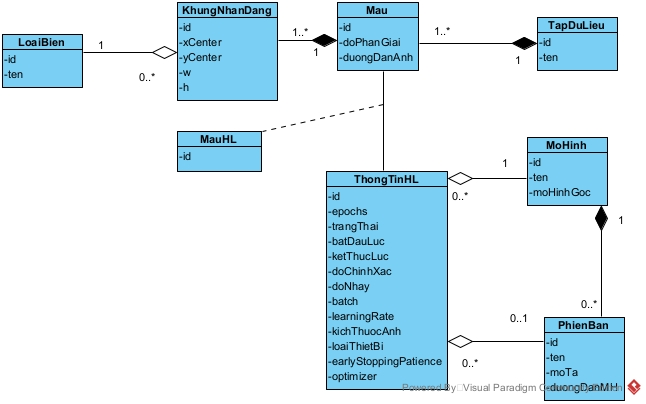 LoaiBien
-id
-ten
1
0..*
KhungNhanDang
-id
-xCenter
-yCenter
-w
-h
1..*
1
Mau
-id
-doPhanGiai
-duongDanAnh
1..*
1
TapDuLieu
-id
-ten
MauHL
-id
ThongTinHL
-id
-epochs
-trangThai
-batDauLuc
-ketThucLuc
-doChinhXac
-doNhay
-batch
-learningRate
-kichThuocAnh
-loaiThietBi
-earlyStoppingPatience
-optimizer
1
0..*
MoHinh
-id
-ten
-moHinhGoc
1
0..*
0..1
0..*
PhienBan
-id
-ten
-moTa
-duongDanMH
Powered By Visual Paradigm Community Edition